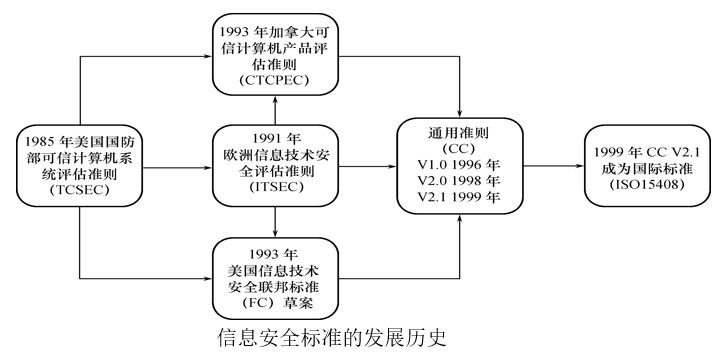 1993 年加拿大可
信计算机产品评
估准则
(CTCPEC)
1985 年美国国防
部可信计算机系
统评估准则
(TCSEC)
1991 年
欧洲信息技术安
全评估准则
(ITSEC)
通用准则
(CC)
V1.0 1996 年
V2.0 1998 年
V2.1 1999 年
1999 年 CC V2.1
成为国际标准
(ISO15408)
1993 年
美国信息技术
安全联邦标准
(FC) 草案
信息安全标准的发展历史